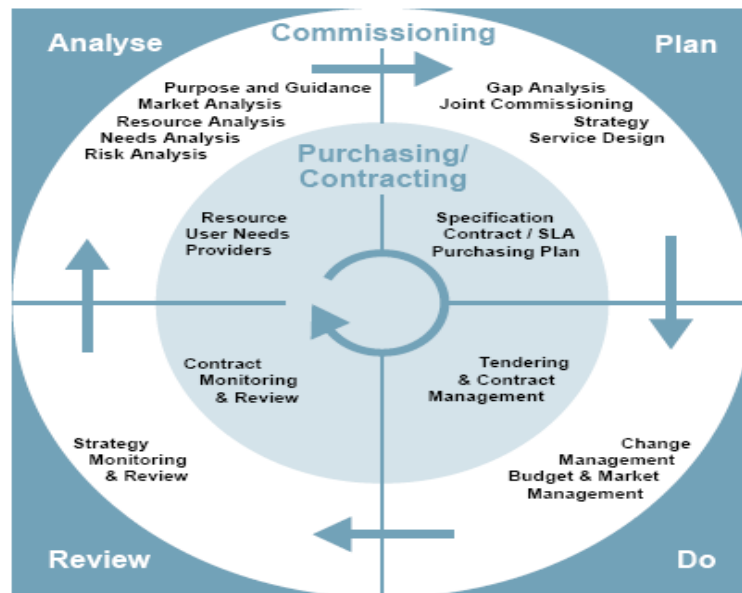 Analyse
Commissioning
Plan
Purpose and Guidance
Market Analysis
Resource Analysis
Needs Analysis
Risk Analysis
Gap Analysis
Joint Commissioning
Strategy
Service Design
Purchasing/
Contracting
Resource
User Needs
Providers
Specification
Contract / SLA
Purchasing Plan
Contract
Monitoring
& Review
Tendering
& Contract
Management
Strategy
Monitoring
& Review
Change
Management
Budget & Market
Management
Review
Do